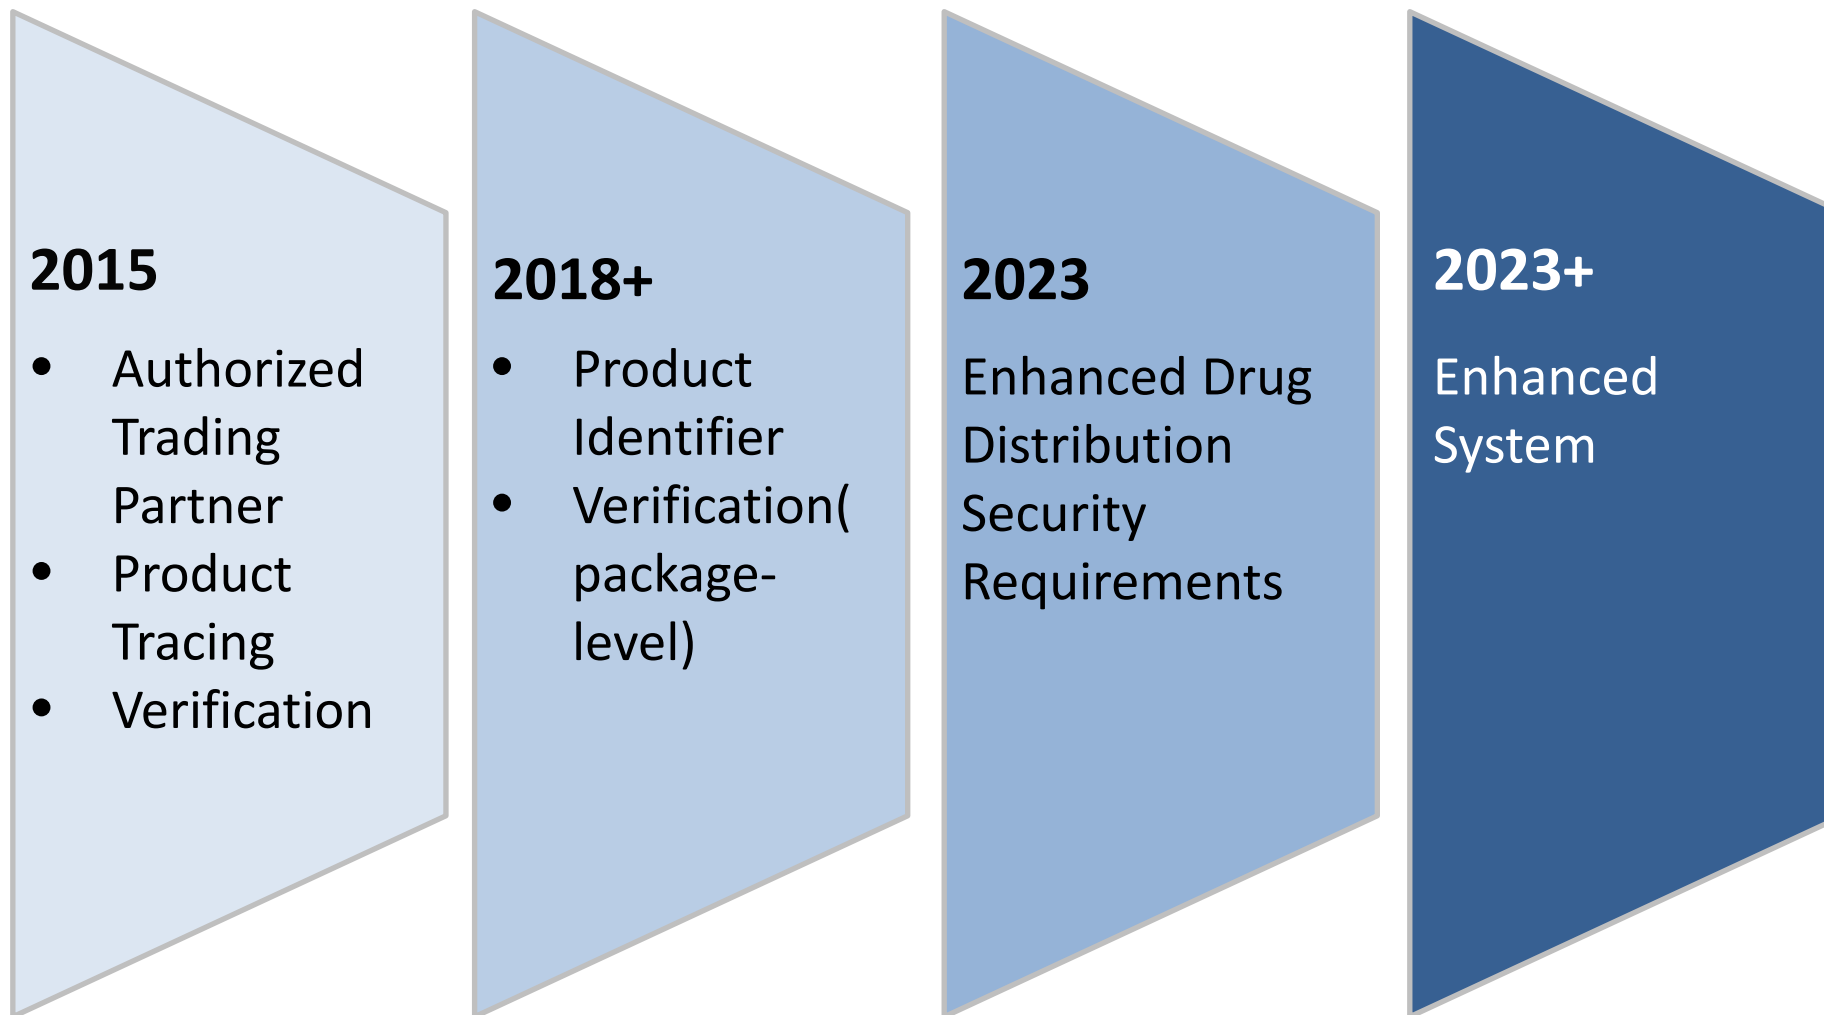 2015
• Authorized
Trading
Partner
• Product
Tracing
• Verification
2018+
• Product
Identifier
• Verification(
package-
level)
2023
Enhanced Drug
Distribution
Security
Requirements
2023+
Enhanced
System